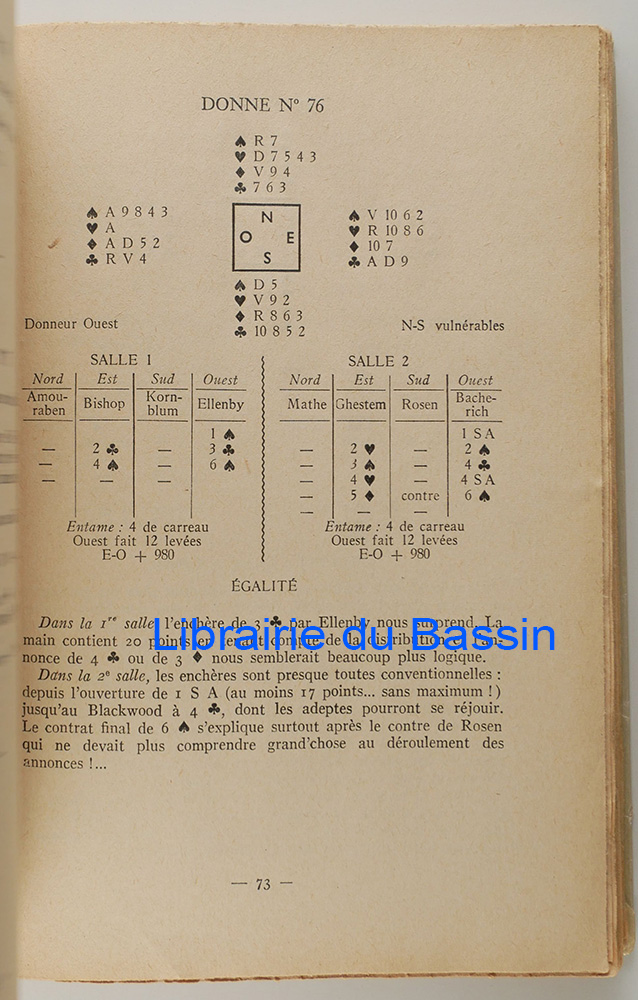 DONNE Nº 76
♠ R 7
♥ D 7 5 4 3
♦ V 9 4
♣ 7 6 3
♠ A 9 8 4 3
♥ A
♦ A D 5 2
♣ R V 4
N
O E
S
♠ V 10 6 2
♥ R 10 8 6
♦ 10 7
♣ A D 9
♠ D 5
♥ V 9 2
♦ R 8 6 3
♣ 10 8 5 2
Donneur Ouest
N-S vulnérables
SALLE 1
Nord Est Sud Ouest
Amou-raben Bishop Korn-blum Ellenby
1 ♠
— 2 ♣ — 3 ♣
— 4 ♠ — 6 ♠
— — —
Entame : 4 de carreau
Ouest fait 12 levées
E-O + 980
SALLE 2
Nord Est Sud Ouest
Mathe Ghestem Rosen Bache-rich
1 S A
— 2 ♥ — 2 ♠
— 3 ♠ — 4 ♣
— 4 ♥ — 4 S A
— 5 ♦ contre 6 ♠
— — —
Entame : 4 de carreau
Ouest fait 12 levées
E-O + 980
ÉGALITÉ
Dans la 1re salle, l'enchère de 3 ♣ par Ellenby nous surprend. La
main contient 20 points en tenant compte de la distribution et l'an-
nonce de 4 ♣ ou de 3 ♦ nous semblerait beaucoup plus logique.
Dans la 2e salle, les enchères sont presque toutes conventionnelles :
depuis l'ouverture de 1 S A (au moins 17 points... sans maximum !)
jusqu'au Blackwood à 4 ♣, dont les adeptes pourront se réjouir.
Le contrat final de 6 ♠ s'explique surtout après le contre de Rosen
qui ne devait plus comprendre grand'chose au déroulement des
annonces !...
Librairie du Bassin
— 73 —